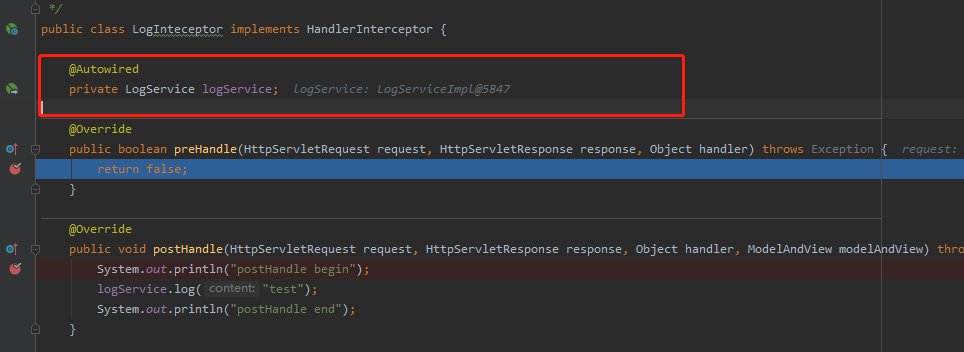 */
public class LogInteceptor implements HandlerInterceptor {
@Autowired
private LogService logService; logService: LogServiceImpl@5847
@Override
public boolean preHandle(HttpServletRequest request, HttpServletResponse response, Object handler) throws Exception { request:
return false;
}
@Override
public void postHandle(HttpServletRequest request, HttpServletResponse response, Object handler, ModelAndView modelAndView) thro
System.out.println("postHandle begin");
logService.log( content: "test");
System.out.println("postHandle end");
}